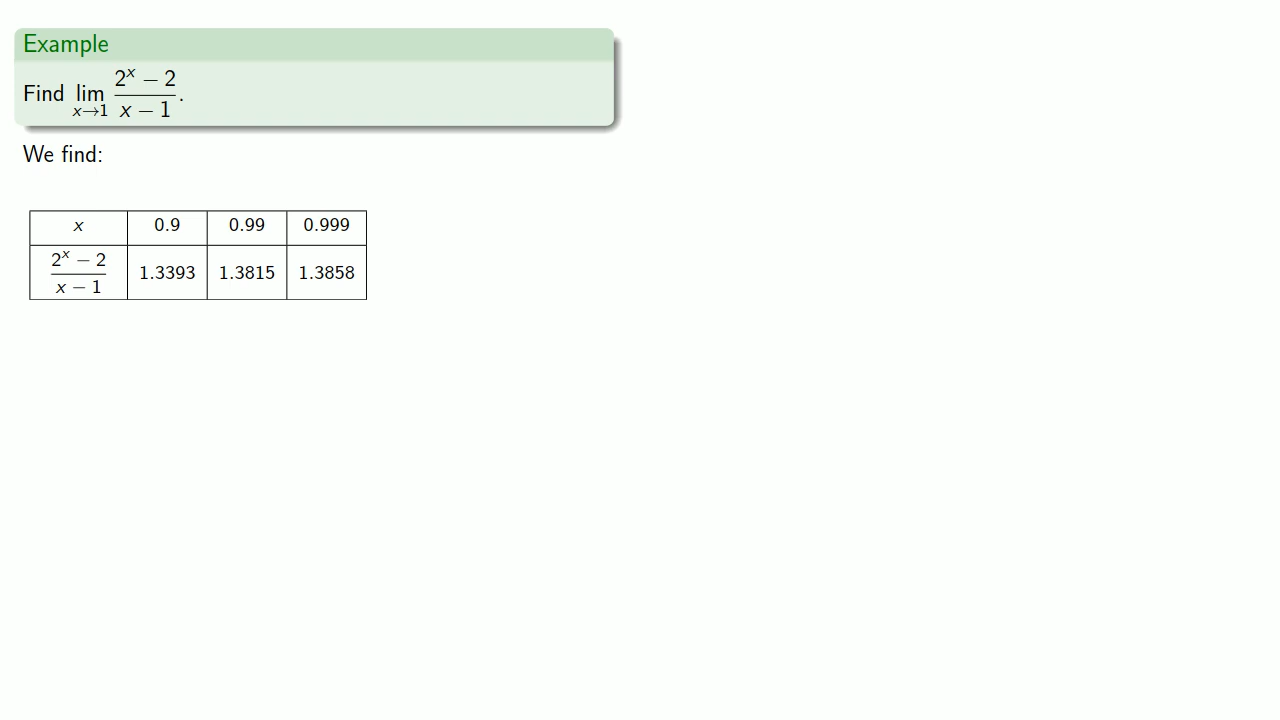 Example
Find lim x→1 (2^x − 2)/(x − 1).
We find:
x 0.9 0.99 0.999
(2^x − 2)/(x − 1) 1.3393 1.3815 1.3858